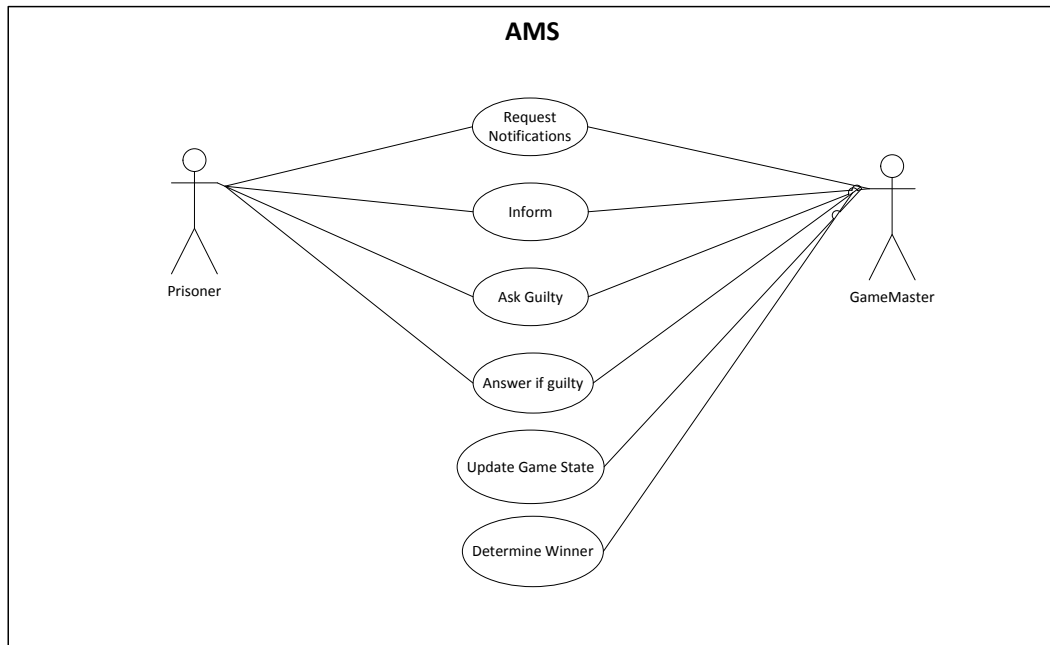 AMS
Request
Notifications
Inform
Prisoner
GameMaster
Ask Guilty
Answer if guilty
Update Game State
Determine Winner